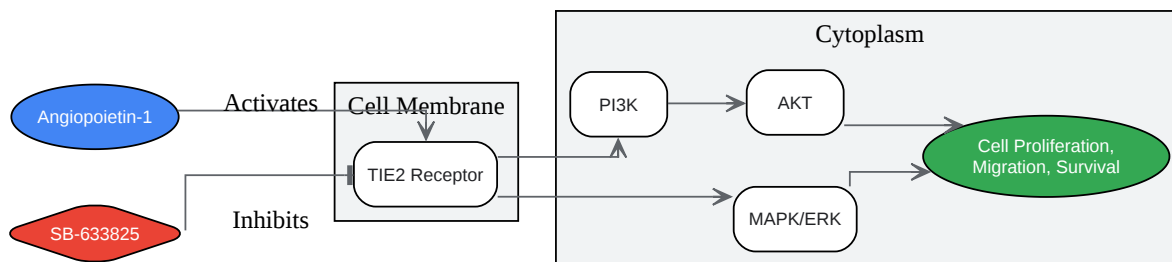 Cytoplasm
Activates
Cell Membrane
Angiopoietin-1
PI3K
AKT
TIE2 Receptor
Cell Proliferation,
Migration, Survival
Inhibits
SB-633825
MAPK/ERK